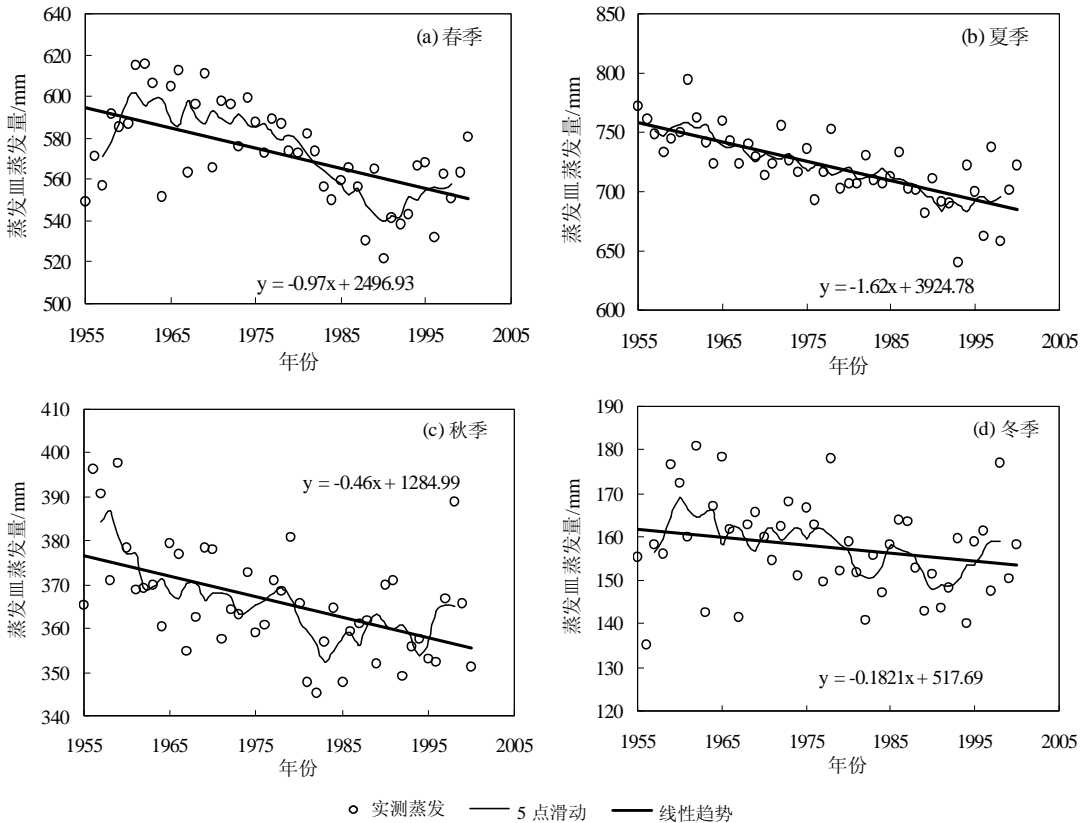 (a) 春季
蒸发皿蒸发量/mm
640
620
600
580
560
540
520
500
y = -0.97x + 2496.93
1955 1965 1975 1985 1995 2005
年份
(b) 夏季
蒸发皿蒸发量/mm
850
800
750
700
650
600
y = -1.62x + 3924.78
1955 1965 1975 1985 1995 2005
年份
(c) 秋季
蒸发皿蒸发量/mm
410
400
390
380
370
360
350
340
y = -0.46x + 1284.99
1955 1965 1975 1985 1995 2005
年份
(d) 冬季
蒸发皿蒸发量/mm
190
180
170
160
150
140
130
120
y = -0.1821x + 517.69
1955 1965 1975 1985 1995 2005
年份
实测蒸发 5 点滑动 线性趋势